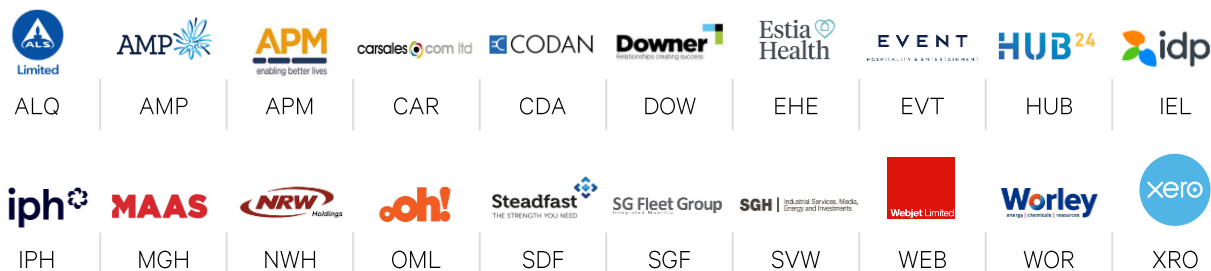 ALS
Limited
AMP
APM
enabling better lives
carsales com ltd
CODAN
Downer
Relationships creating success
Estia
Health
EVENT
HOSPITALITY & ENTERTAINMENT
HUB24
idp
ALQ
AMP
APM
CAR
CDA
DOW
EHE
EVT
HUB
IEL
iph
MAAS
NRW
Holdings
oh!
Steadfast
THE STRENGTH YOU NEED
SG Fleet Group
Integrated Mobility
SGH
Industrial Services, Media,
Energy and Investments
Webjet Limited
Worley
energy | chemicals | resources
xero
IPH
MGH
NWH
OML
SDF
SGF
SVW
WEB
WOR
XRO